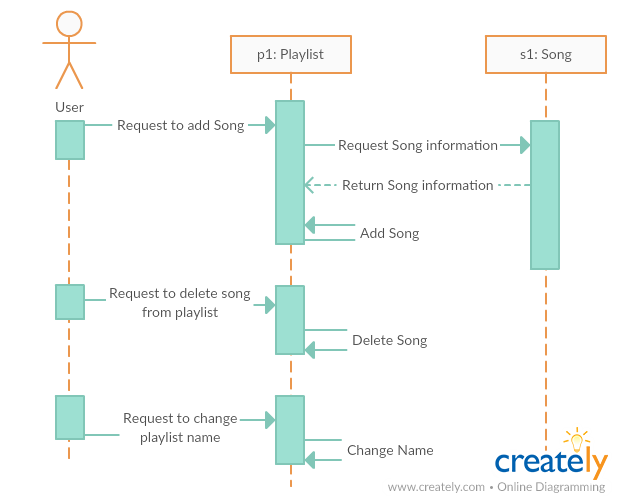 p1: Playlist
s1: Song
User
Request to add Song
Request Song information
Return Song information
Add Song
Request to delete song
from playlist
Delete Song
Request to change
playlist name
Change Name
creately
www.creately.com • Online Diagramming